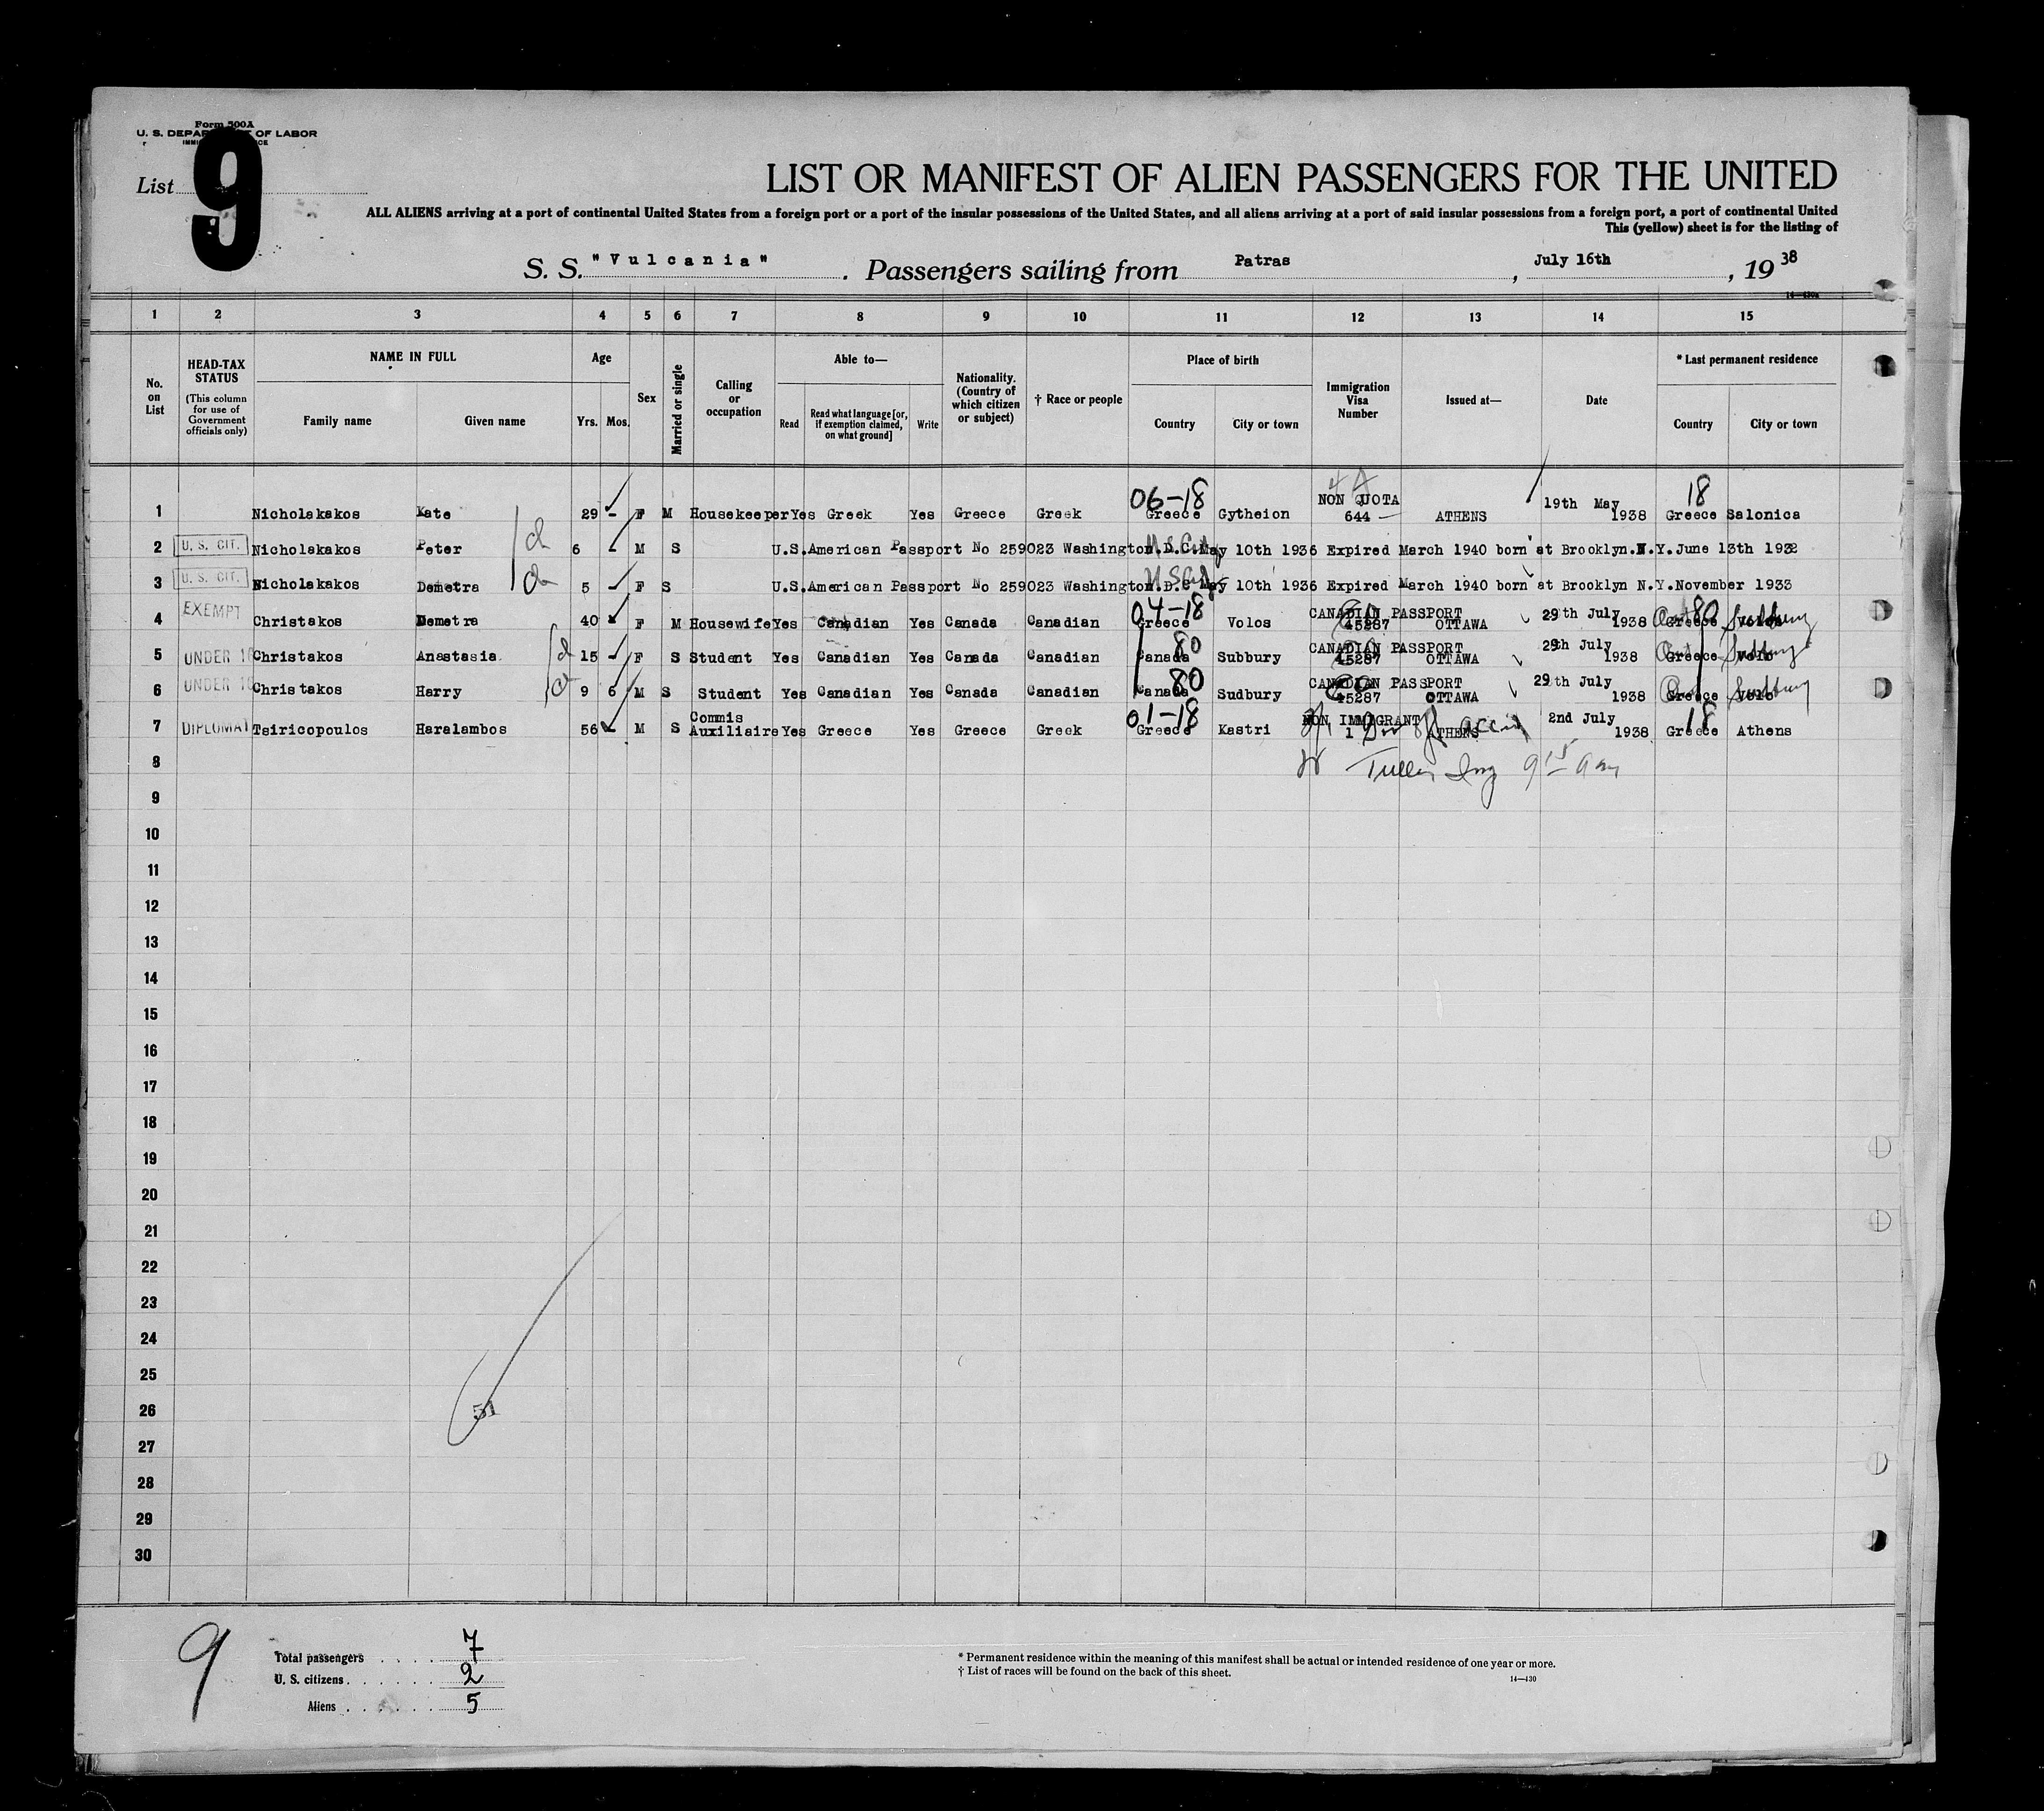 Form 500A
U. S. DEPARTMENT OF LABOR
List 9
LIST OR MANIFEST OF ALIEN PASSENGERS FOR THE UNITED
ALL ALIENS arriving at a port of continental United States from a foreign port or a port of the insular possessions of the United States, and all aliens arriving at a port of said insular possessions from a foreign port, a port of continental United
This (yellow) sheet is for the listing of
S. S. "Vulcania". Passengers sailing from Patras, July 16th, 1938
14—430a
1 2 3 4 5 6 7 8 9 10 11 12 13 14 15
No. on List
HEAD-TAX STATUS (This column for use of Government officials only)
NAME IN FULL
Family name Given name
Age
Yrs. Mos.
Sex
Married or single
Calling or occupation
Able to—
Read
Read what language [or, if exemption claimed, on what ground]
Write
Nationality. (Country of which citizen or subject)
† Race or people
Place of birth
Country City or town
Immigration Visa Number
Issued at—
Date
* Last permanent residence
Country City or town
06-18 4A NON QUOTA 18
1 Nicholakakos Kate 29 - F M Housekeeper Yes Greek Yes Greece Greek Greece Gytheion 644 ATHENS 19th May 1938 Greece Salonica
2 U. S. CIT. Nicholakakos Peter 6 - M S U.S. American Passport No 259023 Washington.D.C. May 10th 1936 Expired March 1940 born at Brooklyn.N.Y. June 13th 1932
3 U. S. CIT. Nicholakakos Demetra 5 - F S U.S. American Passport No 259023 Washington.D.C May 10th 1936 Expired March 1940 born at Brooklyn N.Y. November 1933
04-18 CANADIAN PASSPORT 80
4 EXEMPT Christakos Demetra 40 F M Housewife Yes Canadian Yes Canada Canadian Greece Volos 45287 OTTAWA 29th July 1938 Greece Volo Sudbury
80 CANADIAN PASSPORT
5 UNDER 16 Christakos Anastasia 15 - F S Student Yes Canadian Yes Canada Canadian Canada Subbury 45287 OTTAWA 29th July 1938 Greece Volo Sudbury
80 CANADIAN PASSPORT
6 UNDER 16 Christakos Harry 9 6 M S Student Yes Canadian Yes Canada Canadian Canada Sudbury 45287 OTTAWA 29th July 1938 Greece Volo Sudbury
01-18 NON IMMIGRANT 18
7 DIPLOMAT Tsiricopoulos Haralambos 56 M S Commis Auxiliaire Yes Greece Yes Greece Greek Greece Kastri 1 ATHENS 2nd July 1938 Greece Athens
8
9
10
11
12
13
14
15
16
17
18
19
20
21
22
23
24
25
26
51
27
28
29
30
9
Total passengers . . . . . 7
U. S. citizens . . . . . . . 2
Aliens . . . . . . . 5
* Permanent residence within the meaning of this manifest shall be actual or intended residence of one year or more.
† List of races will be found on the back of this sheet.
14—430